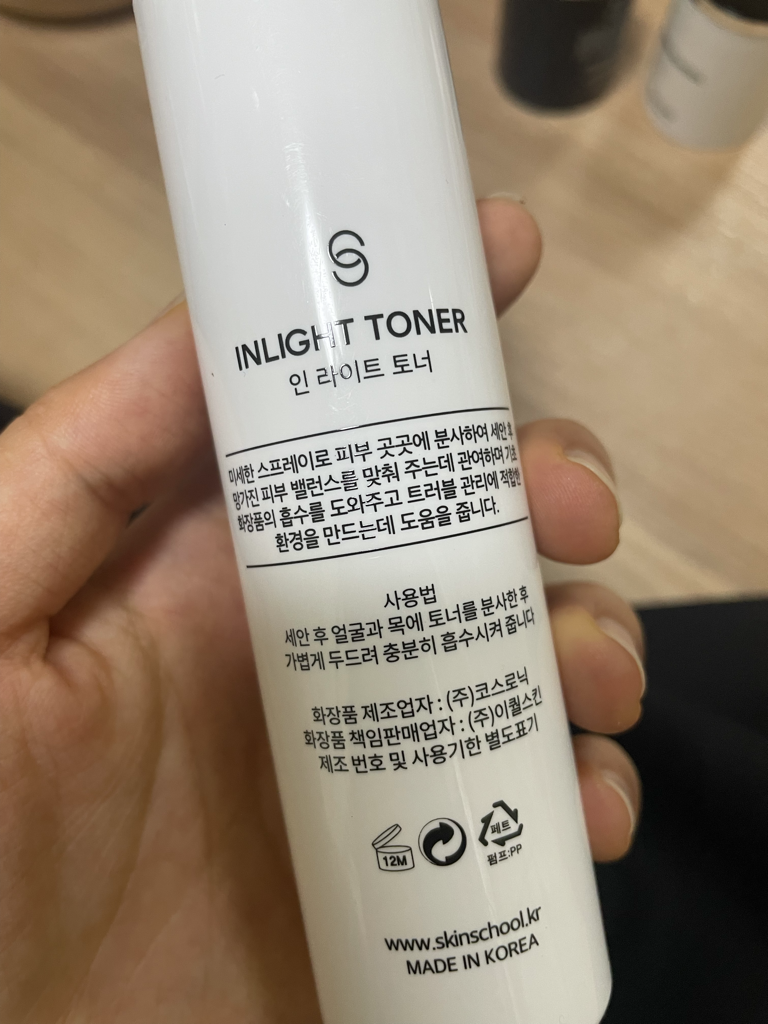 INLIGHT TONER
인 라이트 토너
미세한 스프레이로 피부 곳곳에 분사하여 세안 후
망가진 피부 밸런스를 맞춰 주는데 관여하며 기초
화장품의 흡수를 도와주고 트러블 관리에 적합한
환경을 만드는데 도움을 줍니다.
사용법
세안 후 얼굴과 목에 토너를 분사한 후
가볍게 두드려 충분히 흡수시켜 줍니다
화장품 제조업자 : (주)코스로닉
화장품 책임판매업자 : (주)이퀄스킨
제조 번호 및 사용기한 별도표기
12M
페트
펌프:PP
www.skinschool.kr
MADE IN KOREA